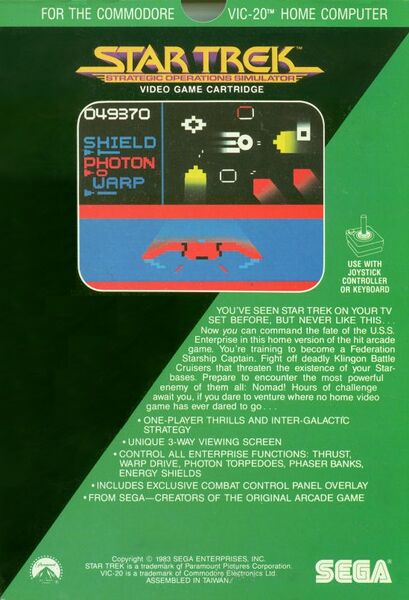 FOR THE COMMODORE VIC-20™ HOME COMPUTER
STAR TREK™
STRATEGIC OPERATIONS SIMULATOR
VIDEO GAME CARTRIDGE
049370
SHIELD
PHOTON
WARP
USE WITH
JOYSTICK
CONTROLLER
OR KEYBOARD
YOU'VE SEEN STAR TREK ON YOUR TV
SET BEFORE, BUT NEVER LIKE THIS...
Now you can command the fate of the U.S.S.
Enterprise in this home version of the hit arcade
game. You're training to become a Federation
Starship Captain. Fight off deadly Klingon Battle
Cruisers that threaten the existence of your Star-
bases. Prepare to encounter the most powerful
enemy of them all: Nomad! Hours of challenge
await you, if you dare to venture where no home video
game has ever dared to go...
• ONE-PLAYER THRILLS AND INTER-GALACTIC
STRATEGY
• UNIQUE 3-WAY VIEWING SCREEN
• CONTROL ALL ENTERPRISE FUNCTIONS: THRUST,
WARP DRIVE, PHOTON TORPEDOES, PHASER BANKS,
ENERGY SHIELDS
• INCLUDES EXCLUSIVE COMBAT CONTROL PANEL OVERLAY
• FROM SEGA—CREATORS OF THE ORIGINAL ARCADE GAME
Paramount
Copyright © 1983 SEGA ENTERPRISES, INC.
STAR TREK is a trademark of Paramount Pictures Corporation.
VIC-20 is a trademark of Commodore Electronics Ltd.
ASSEMBLED IN TAIWAN
SEGA